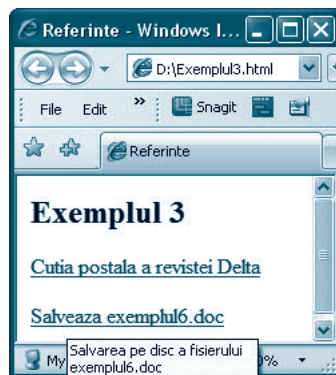 Referinte - Windows I...
D:\Exemplul3.html
File Edit » Snagit
Referinte
Exemplul 3
Cutia postala a revistei Delta
Salveaza exemplul6.doc
Salvarea pe disc a fisierului
exemplul6.doc
My 0%